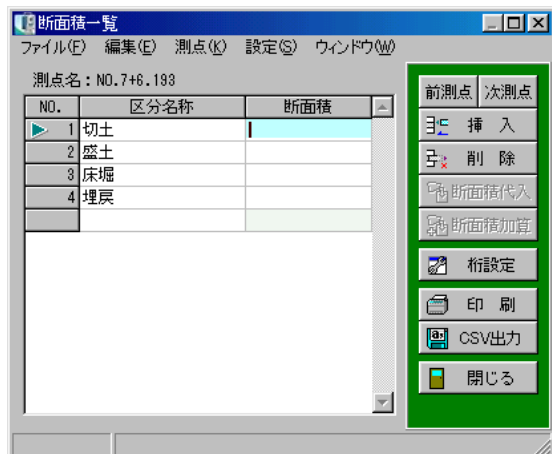 断面積一覧
ファイル(F) 編集(E) 測点(K) 設定(S) ウィンドウ(W)
測点名:NO.7+6.193
NO. 区分名称 断面積
1 切土
2 盛土
3 床堀
4 埋戻
前測点 次測点
挿 入
削 除
断面積代入
断面積加算
桁設定
印 刷
CSV出力
閉じる